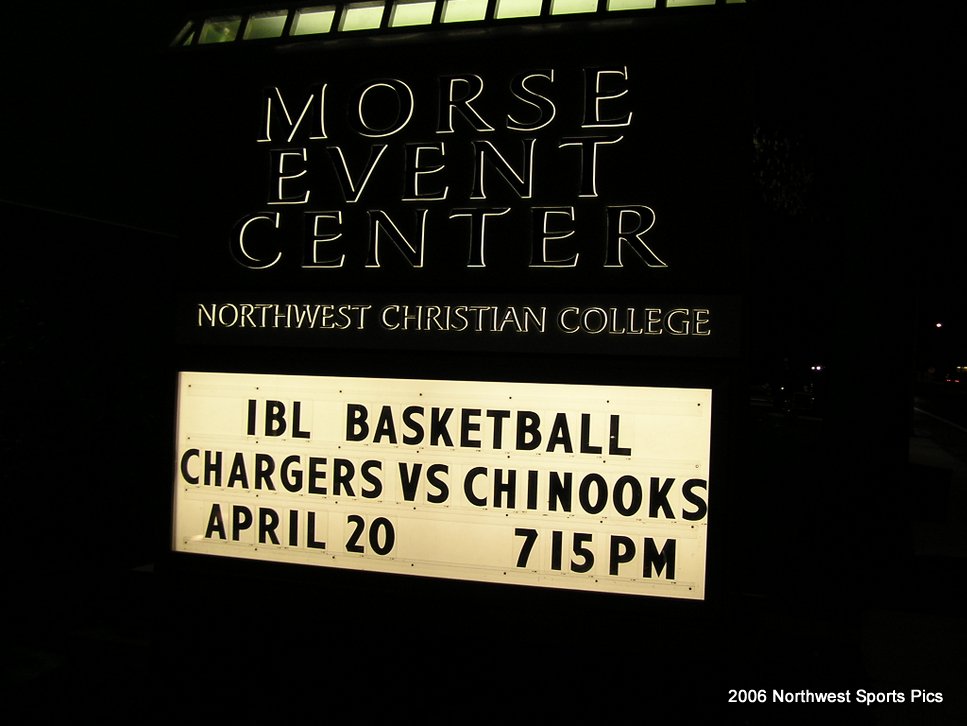 MORSE
EVENT
CENTER
NORTHWEST CHRISTIAN COLLEGE
IBL BASKETBALL
CHARGERS VS CHINOOKS
APRIL 20 715PM
2006 Northwest Sports Pics